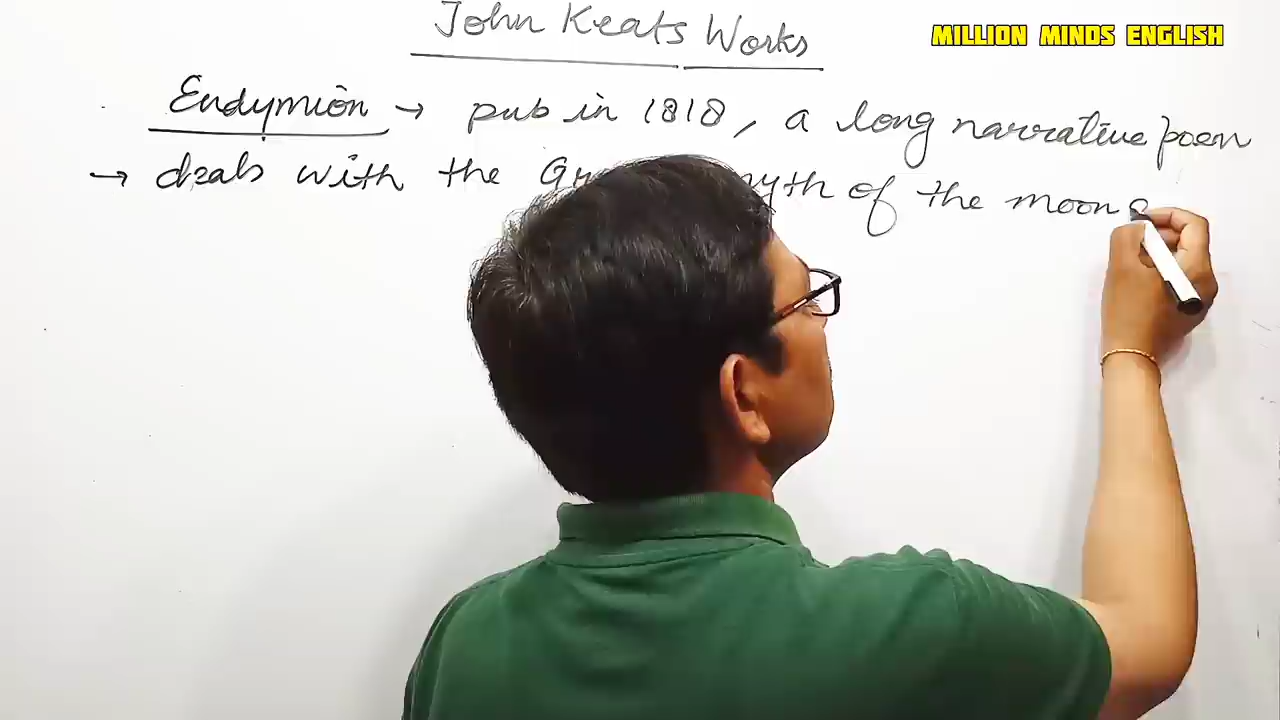 John Keats Works
MILLION MINDS ENGLISH
Endymion → pub in 1818, a long narrative poem
→ deals with the myth of the moon